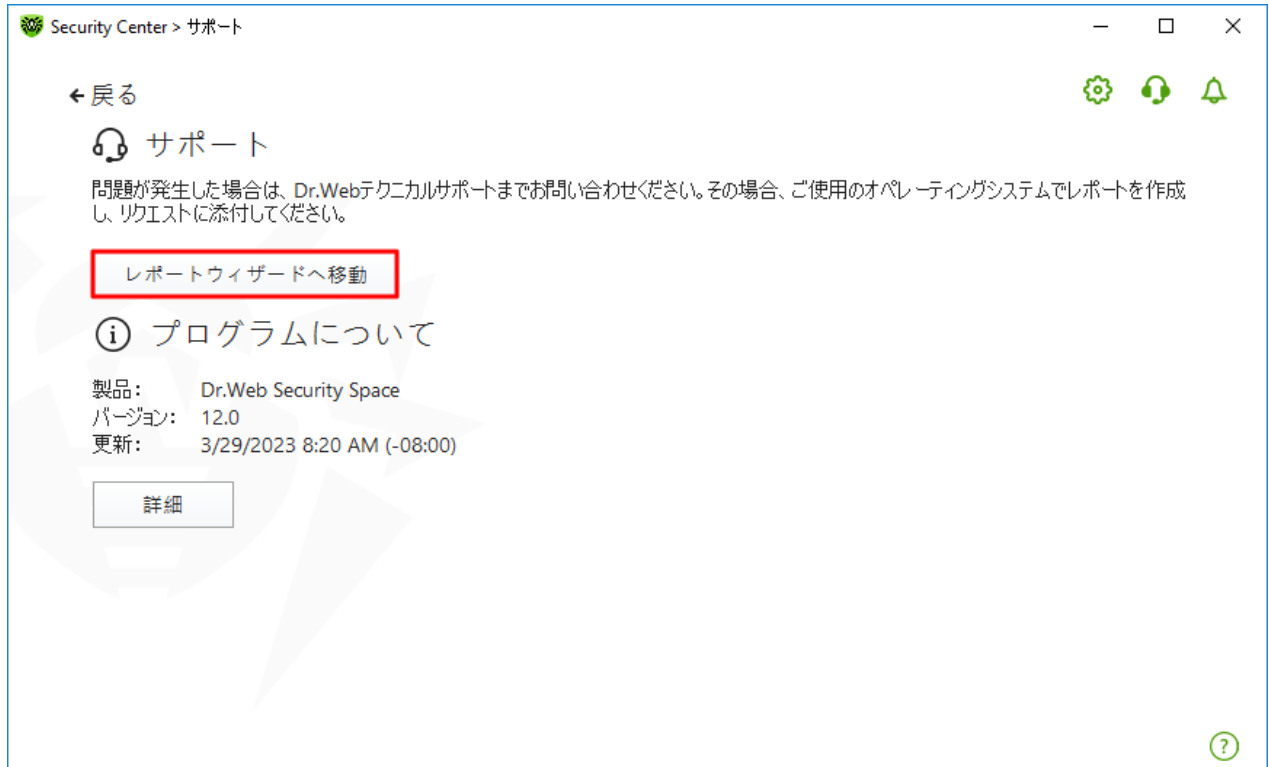 Security Center > サポート
戻る
サポート
問題が発生した場合は、Dr.Webテクニカルサポートまでお問い合わせください。その場合、ご使用のオペレーティングシステムでレポートを作成
し、リクエストに添付してください。
レポートウィザードへ移動
プログラムについて
製品： Dr.Web Security Space
バージョン： 12.0
更新： 3/29/2023 8:20 AM (-08:00)
詳細